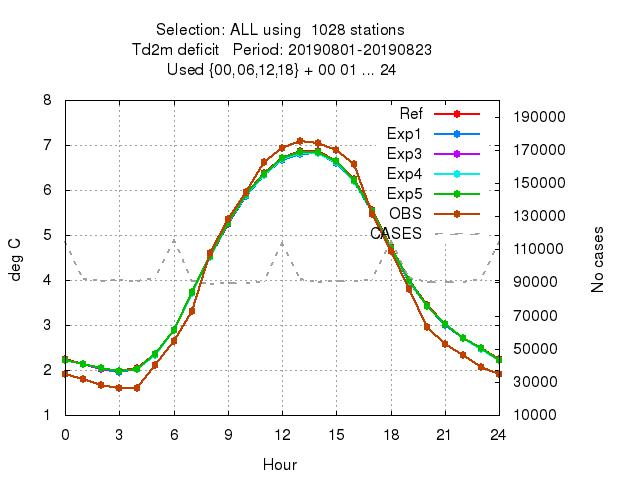 Selection: ALL using  1028 stations
Td2m deficit   Period: 20190801-20190823
Used {00,06,12,18} + 00 01 ... 24
8
7
6
5
4
3
2
1
deg C
190000
170000
150000
130000
110000
90000
70000
50000
30000
10000
No cases
Ref
Exp1
Exp3
Exp4
Exp5
OBS
CASES
0 3 6 9 12 15 18 21 24
Hour